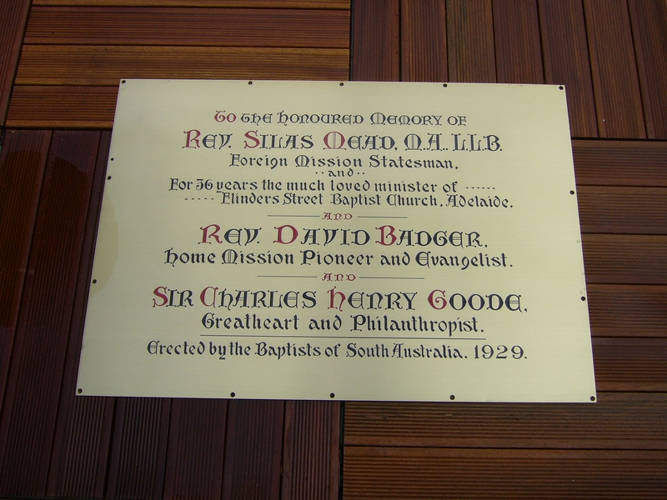 To the honoured Memory of
Rev. Silas Mead, M.A. LL.B.
Foreign Mission Statesman,
··and··
For 36 years the much loved minister of ······
····· Flinders Street Baptist Church, Adelaide.
AND
Rev. David Badger,
Home Mission Pioneer and Evangelist.
AND
Sir Charles Henry Goode,
Greatheart and Philanthropist.
Erected by the Baptists of South Australia. 1929.